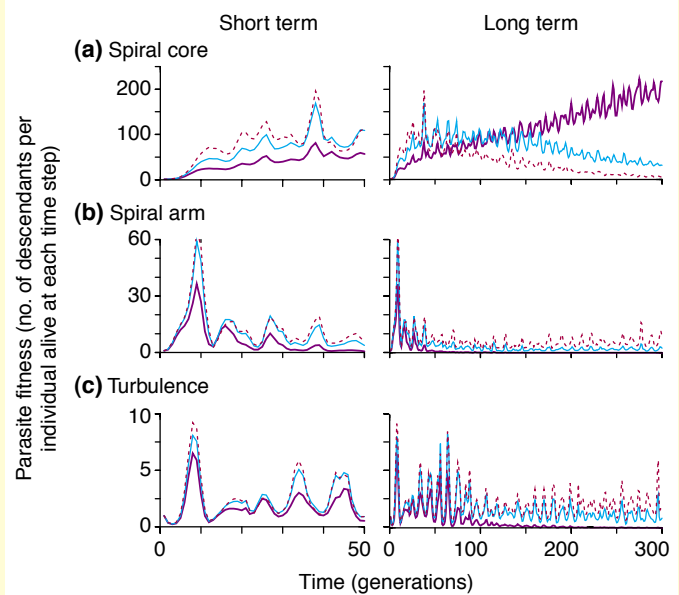 Short term
Long term
(a) Spiral core
200
100
0
(b) Spiral arm
60
30
0
(c) Turbulence
10
5
0
0
50
0
100
200
300
Time (generations)
Parasite fitness (no. of descendants per
individual alive at each time step)